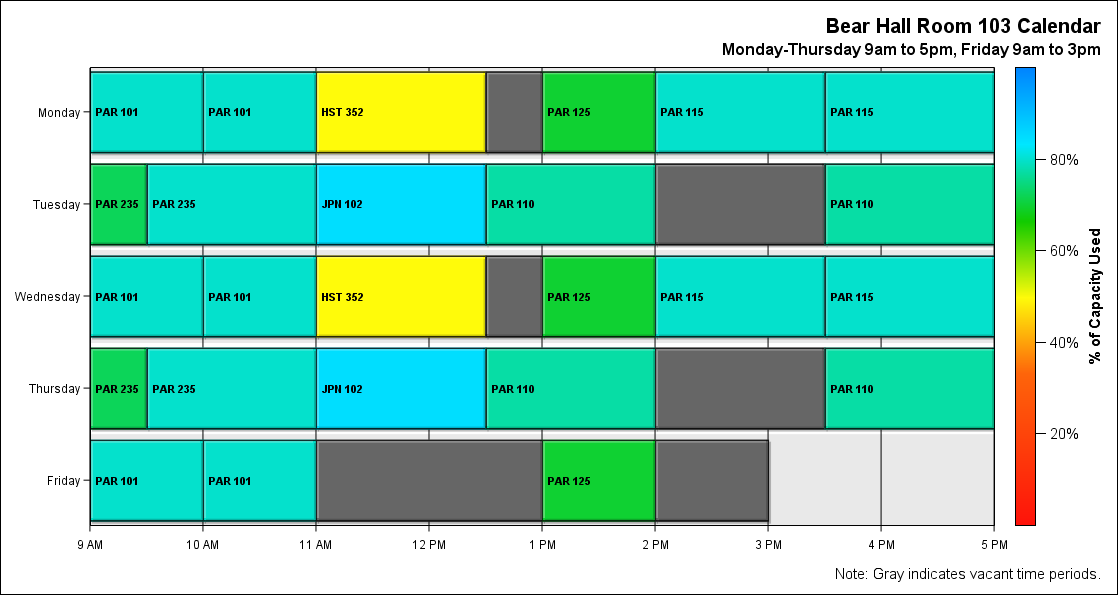 Bear Hall Room 103 Calendar
Monday-Thursday 9am to 5pm, Friday 9am to 3pm
Monday PAR 101 PAR 101 HST 352 PAR 125 PAR 115 PAR 115
80%
Tuesday PAR 235 PAR 235 JPN 102 PAR 110 PAR 110
60%
Wednesday PAR 101 PAR 101 HST 352 PAR 125 PAR 115 PAR 115
% of Capacity Used
40%
Thursday PAR 235 PAR 235 JPN 102 PAR 110 PAR 110
20%
Friday PAR 101 PAR 101 PAR 125
9 AM 10 AM 11 AM 12 PM 1 PM 2 PM 3 PM 4 PM 5 PM
Note: Gray indicates vacant time periods.